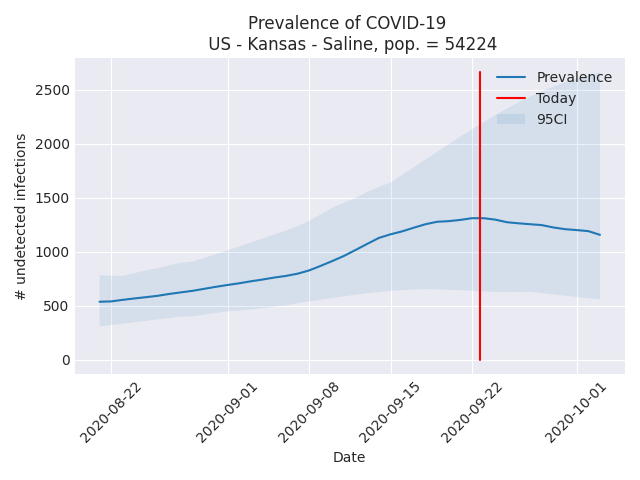 Prevalence of COVID-19
US - Kansas - Saline, pop. = 54224
Prevalence
Today
95CI
# undetected infections
2500
2000
1500
1000
500
0
2020-08-22
2020-09-01
2020-09-08
2020-09-15
2020-09-22
2020-10-01
Date